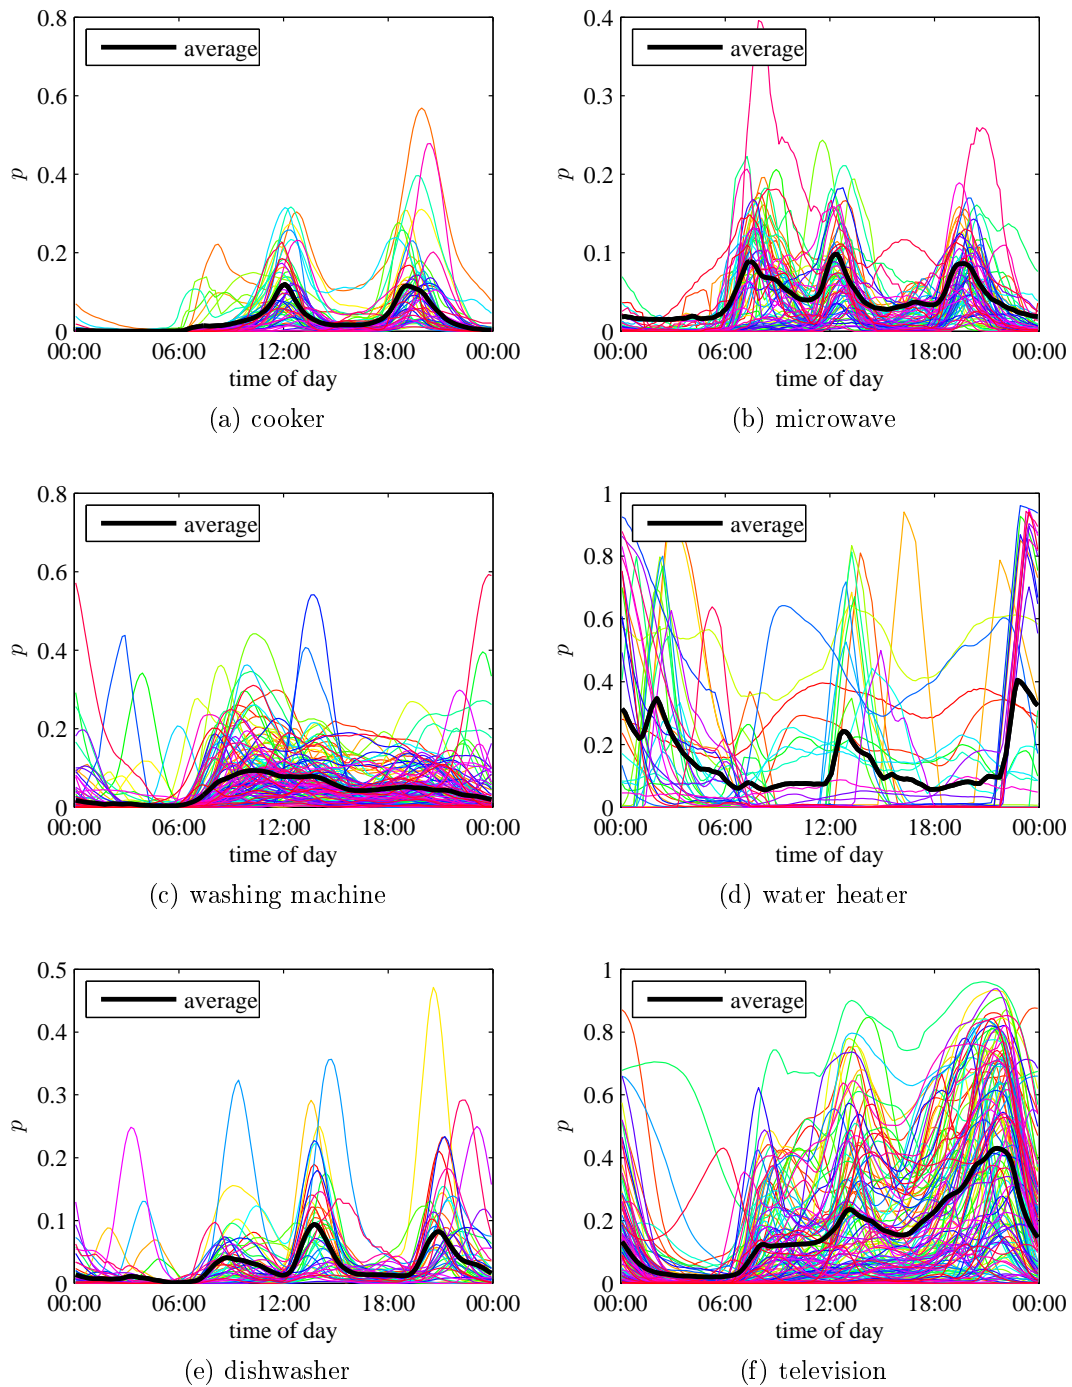 0.8
0.6
0.4
0.2
0
p
average
00:00 06:00 12:00 18:00 00:00
time of day
(a) cooker
0.4
0.3
0.2
0.1
0
p
average
00:00 06:00 12:00 18:00 00:00
time of day
(b) microwave
0.8
0.6
0.4
0.2
0
p
average
00:00 06:00 12:00 18:00 00:00
time of day
(c) washing machine
1
0.8
0.6
0.4
0.2
0
p
average
00:00 06:00 12:00 18:00 00:00
time of day
(d) water heater
0.5
0.4
0.3
0.2
0.1
0
p
average
00:00 06:00 12:00 18:00 00:00
time of day
(e) dishwasher
1
0.8
0.6
0.4
0.2
0
p
average
00:00 06:00 12:00 18:00 00:00
time of day
(f) television